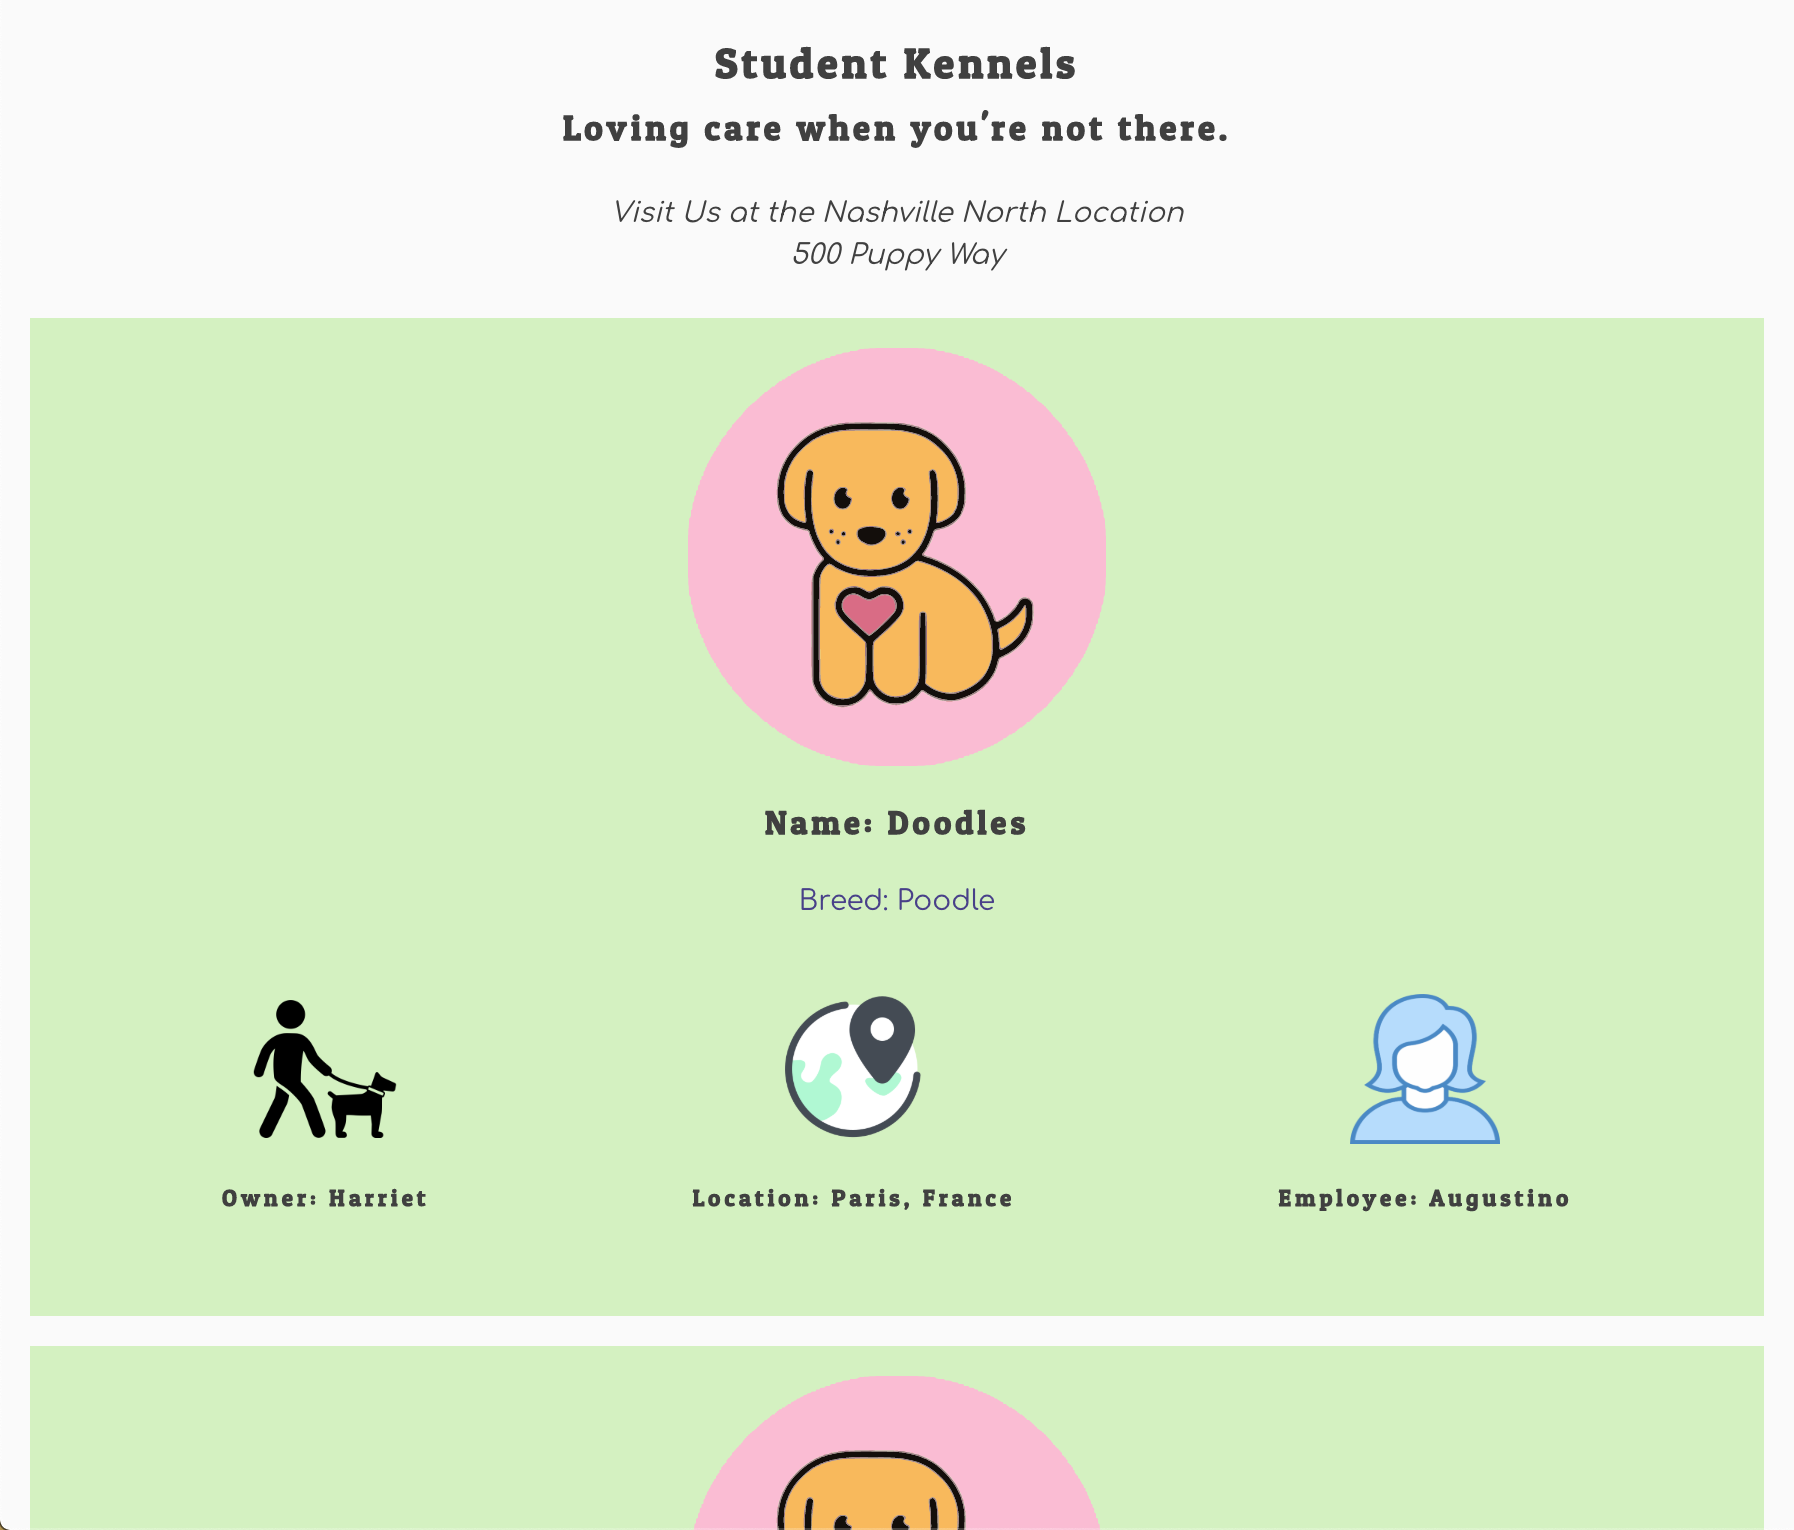 Student Kennels
Loving care when you're not there.
Visit Us at the Nashville North Location
500 Puppy Way
Name: Doodles
Breed: Poodle
Owner: Harriet
Location: Paris, France
Employee: Augustino